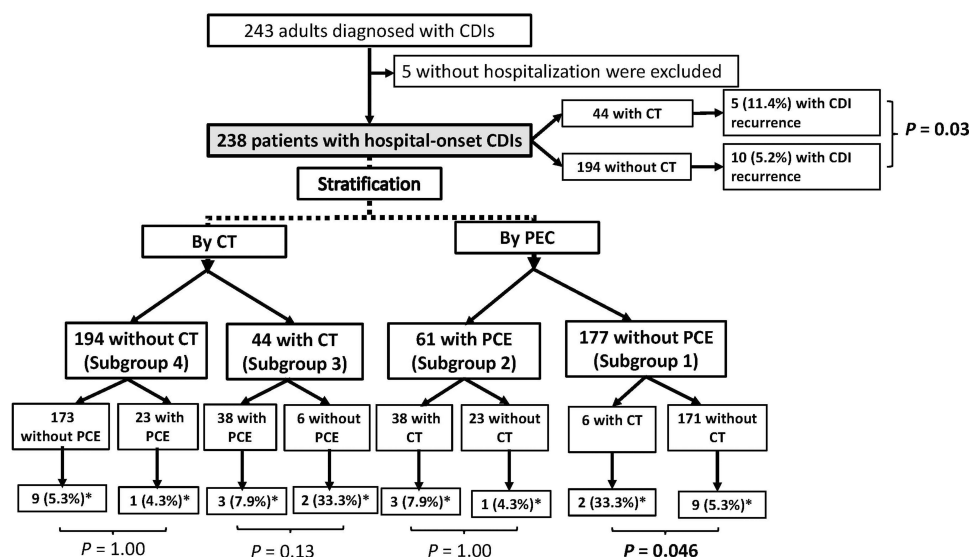 243 adults diagnosed with CDIs
5 without hospitalization were excluded
238 patients with hospital-onset CDIs
44 with CT
5 (11.4%) with CDI
recurrence
194 without CT
10 (5.2%) with CDI
recurrence
P = 0.03
Stratification
By CT
By PEC
194 without CT
(Subgroup 4)
44 with CT
(Subgroup 3)
61 with PCE
(Subgroup 2)
177 without PCE
(Subgroup 1)
173
without PCE
23 with
PCE
38 with
PCE
6 without
PCE
38 with
CT
23 without
CT
6 with CT
171 without
CT
9 (5.3%)*
1 (4.3%)*
3 (7.9%)*
2 (33.3%)*
3 (7.9%)*
1 (4.3%)*
2 (33.3%)*
9 (5.3%)*
P = 1.00
P = 0.13
P = 1.00
P = 0.046